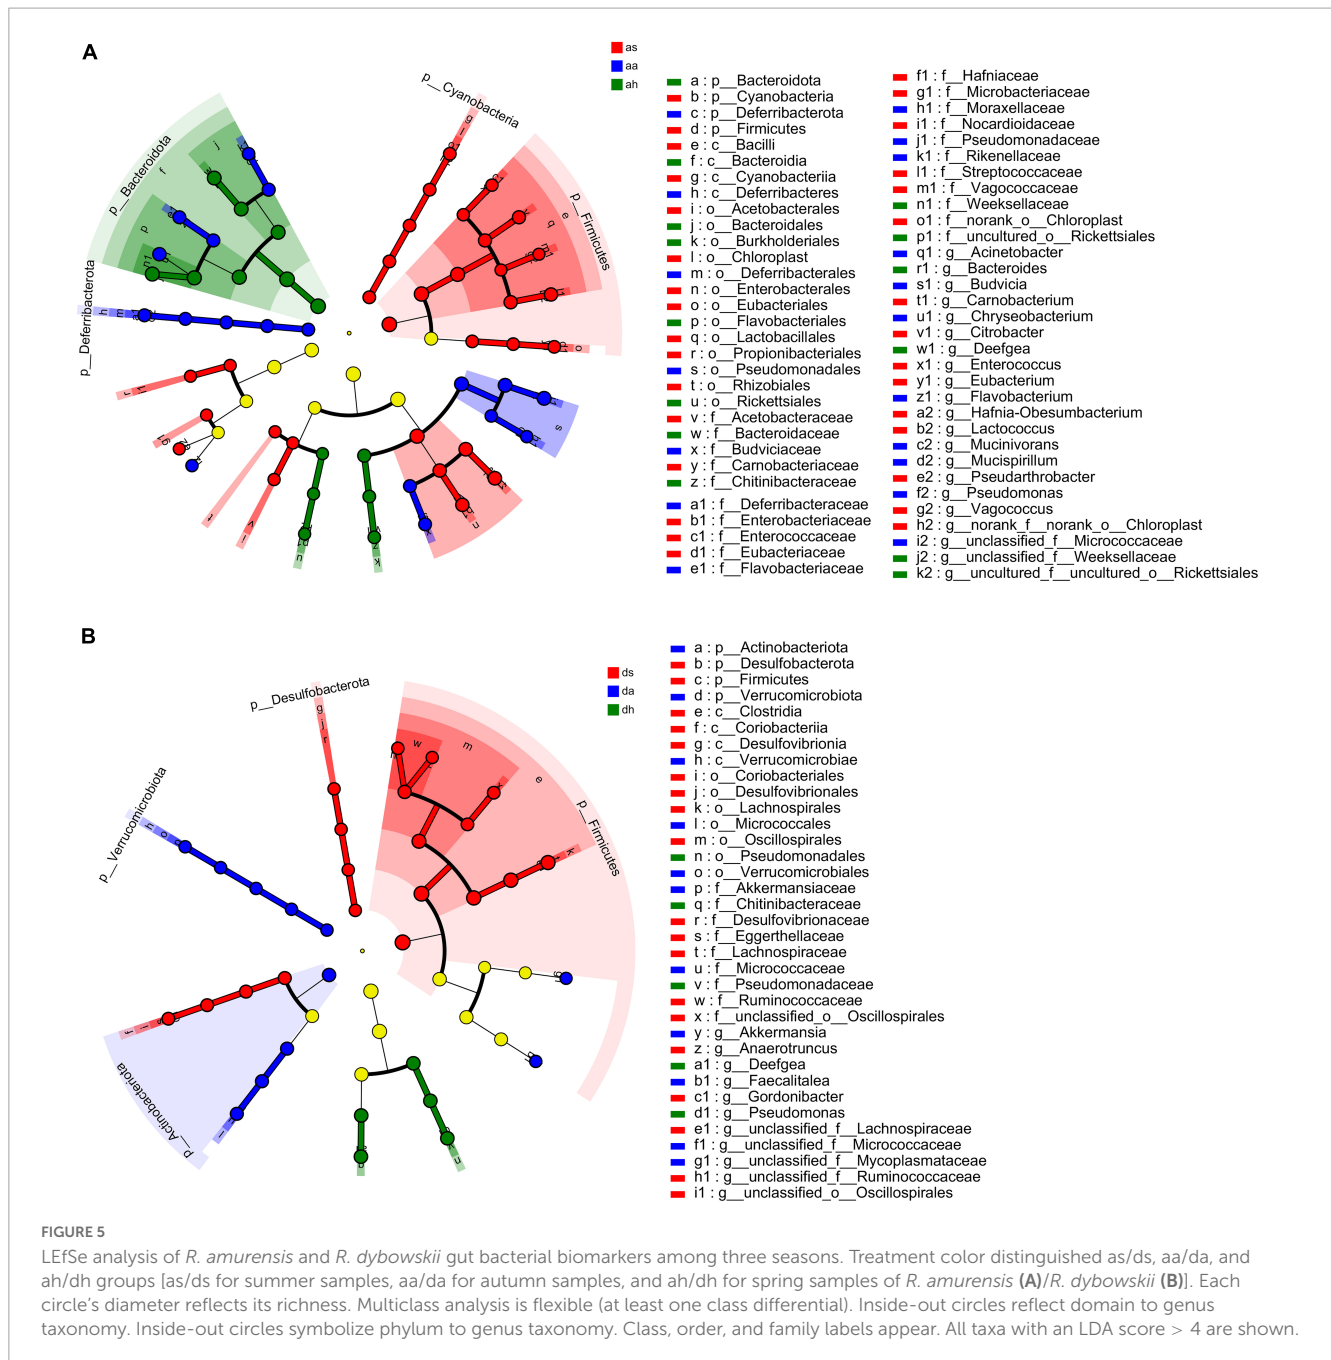 A
as
aa
ah
p__Cyanobacteria
p__Bacteroidota
p__Firmicutes
p__Deferribacterota
a : p__Bacteroidota
b : p__Cyanobacteria
c : p__Deferribacterota
d : p__Firmicutes
e : c__Bacilli
f : c__Bacteroidia
g : c__Cyanobacteriia
h : c__Deferribacteres
i : o__Acetobacterales
j : o__Bacteroidales
k : o__Burkholderiales
l : o__Chloroplast
m : o__Deferribacterales
n : o__Enterobacterales
o : o__Eubacteriales
p : o__Flavobacteriales
q : o__Lactobacillales
r : o__Propionibacteriales
s : o__Pseudomonadales
t : o__Rhizobiales
u : o__Rickettsiales
v : f__Acetobacteraceae
w : f__Bacteroidaceae
x : f__Budviciaceae
y : f__Carnobacteriaceae
z : f__Chitinibacteraceae
a1 : f__Deferribacteraceae
b1 : f__Enterobacteriaceae
c1 : f__Enterococcaceae
d1 : f__Eubacteriaceae
e1 : f__Flavobacteriaceae
f1 : f__Hafniaceae
g1 : f__Microbacteriaceae
h1 : f__Moraxellaceae
i1 : f__Nocardioidaceae
j1 : f__Pseudomonadaceae
k1 : f__Rikenellaceae
l1 : f__Streptococcaceae
m1 : f__Vagococcaceae
n1 : f__Weeksellaceae
o1 : f__norank_o__Chloroplast
p1 : f__uncultured_o__Rickettsiales
q1 : g__Acinetobacter
r1 : g__Bacteroides
s1 : g__Budvicia
t1 : g__Carnobacterium
u1 : g__Chryseobacterium
v1 : g__Citrobacter
w1 : g__Deefgea
x1 : g__Enterococcus
y1 : g__Eubacterium
z1 : g__Flavobacterium
a2 : g__Hafnia-Obesumbacterium
b2 : g__Lactococcus
c2 : g__Mucinivorans
d2 : g__Mucispirillum
e2 : g__Pseudarthrobacter
f2 : g__Pseudomonas
g2 : g__Vagococcus
h2 : g__norank_f__norank_o__Chloroplast
i2 : g__unclassified_f__Micrococcaceae
j2 : g__unclassified_f__Weeksellaceae
k2 : g__uncultured_f__uncultured_o__Rickettsiales
B
ds
da
dh
p__Desulfobacterota
p__Firmicutes
p__Verrucomicrobiota
p__Actinobacteriota
a : p__Actinobacteriota
b : p__Desulfobacterota
c : p__Firmicutes
d : p__Verrucomicrobiota
e : c__Clostridia
f : c__Coriobacteriia
g : c__Desulfovibrionia
h : c__Verrucomicrobiae
i : o__Coriobacteriales
j : o__Desulfovibrionales
k : o__Lachnospirales
l : o__Micrococcales
m : o__Oscillospirales
n : o__Pseudomonadales
o : o__Verrucomicrobiales
p : f__Akkermansiaceae
q : f__Chitinibacteraceae
r : f__Desulfovibrionaceae
s : f__Eggerthellaceae
t : f__Lachnospiraceae
u : f__Micrococcaceae
v : f__Pseudomonadaceae
w : f__Ruminococcaceae
x : f__unclassified_o__Oscillospirales
y : g__Akkermansia
z : g__Anaerotruncus
a1 : g__Deefgea
b1 : g__Faecalitalea
c1 : g__Gordonibacter
d1 : g__Pseudomonas
e1 : g__unclassified_f__Lachnospiraceae
f1 : g__unclassified_f__Micrococcaceae
g1 : g__unclassified_f__Mycoplasmataceae
h1 : g__unclassified_f__Ruminococcaceae
i1 : g__unclassified_o__Oscillospirales
FIGURE 5
LEfSe analysis of R. amurensis and R. dybowskii gut bacterial biomarkers among three seasons. Treatment color distinguished as/ds, aa/da, and
ah/dh groups [as/ds for summer samples, aa/da for autumn samples, and ah/dh for spring samples of R. amurensis (A)/R. dybowskii (B)]. Each
circle's diameter reflects its richness. Multiclass analysis is flexible (at least one class differential). Inside-out circles reflect domain to genus
taxonomy. Inside-out circles symbolize phylum to genus taxonomy. Class, order, and family labels appear. All taxa with an LDA score > 4 are shown.